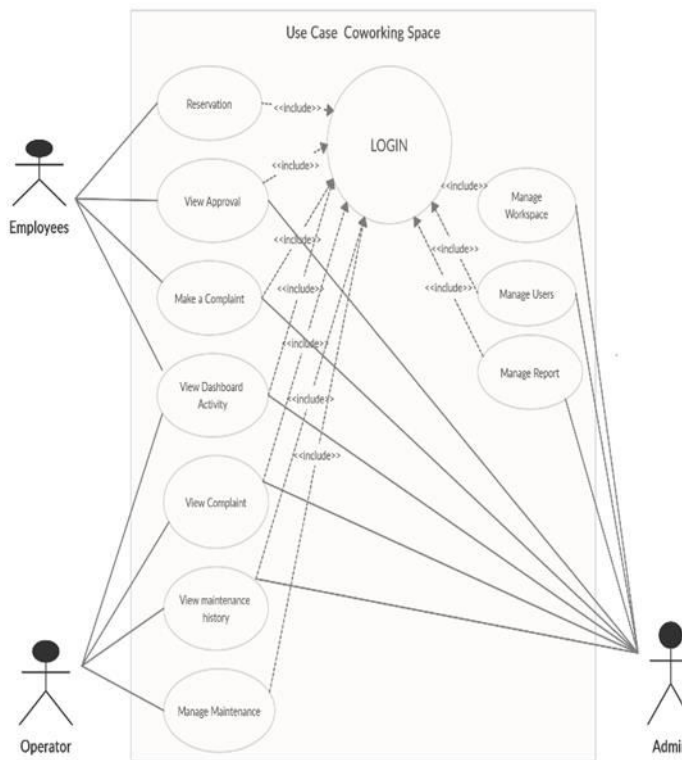 Use Case Coworking Space
Reservation
<<include>>
LOGIN
<<include>>
View Approval
<<include>>
Manage
Workspace
Employees
<<include>>
<<include>>
Make a Complaint
<<include>>
<<include>>
Manage Users
<<include>>
Manage Report
View Dashboard
Activity
<<include>>
<<include>>
View Complaint
View maintenance
history
Manage Maintenance
Operator
Admin